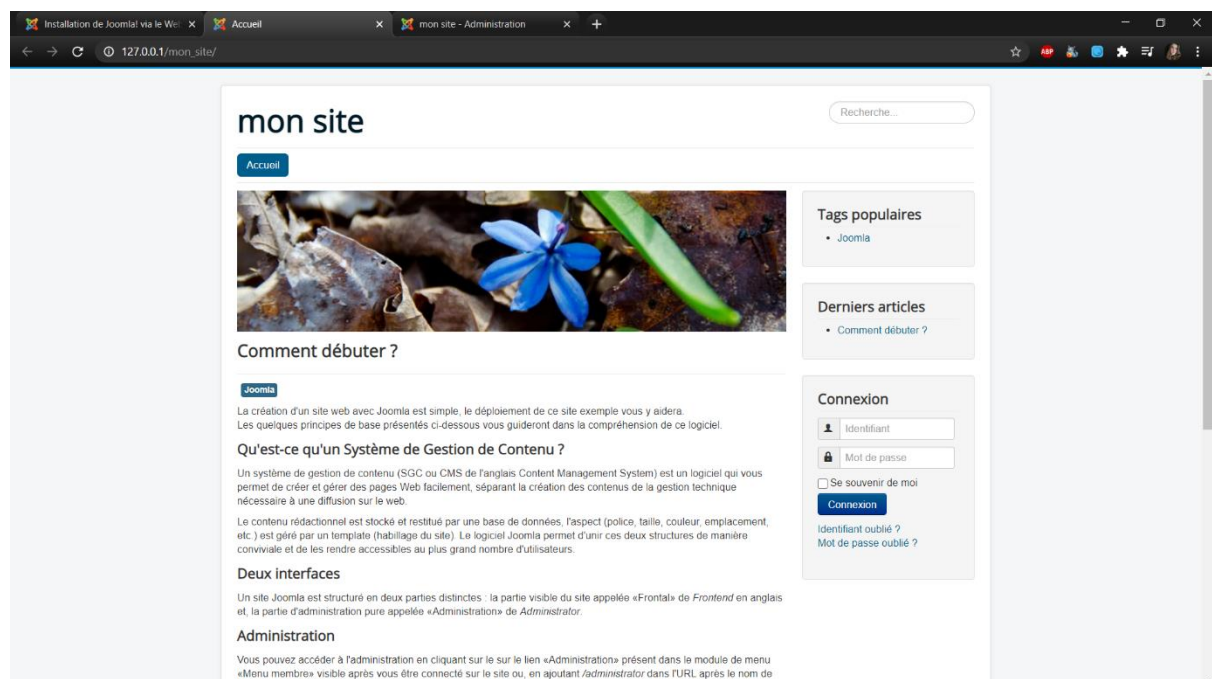 Installation de Joomla! via le We
Accueil
mon site - Administration
127.0.0.1/mon_site/
ABP
mon site
Recherche...
Accueil
Comment débuter ?
Joomla
La création d'un site web avec Joomla est simple, le déploiement de ce site exemple vous y aidera.
Les quelques principes de base présentés ci-dessous vous guideront dans la compréhension de ce logiciel.
Qu'est-ce qu'un Système de Gestion de Contenu ?
Un système de gestion de contenu (SGC ou CMS de l'anglais Content Management System) est un logiciel qui vous
permet de créer et gérer des pages Web facilement, séparant la création des contenus de la gestion technique
nécessaire à une diffusion sur le web.
Le contenu rédactionnel est stocké et restitué par une base de données, l'aspect (police, taille, couleur, emplacement,
etc.) est géré par un template (habillage du site). Le logiciel Joomla permet d'unir ces deux structures de manière
conviviale et de les rendre accessibles au plus grand nombre d'utilisateurs.
Deux interfaces
Un site Joomla est structuré en deux parties distinctes : la partie visible du site appelée «Frontal» de Frontend en anglais
et, la partie d'administration pure appelée «Administration» de Administrator.
Administration
Vous pouvez accéder à l'administration en cliquant sur le sur le lien «Administration» présent dans le module de menu
«Menu membre» visible après vous être connecté sur le site ou, en ajoutant /administrator dans l'URL après le nom de
Tags populaires
Joomla
Derniers articles
Comment débuter ?
Connexion
Identifiant
Mot de passe
Se souvenir de moi
Connexion
Identifiant oublié ?
Mot de passe oublié ?